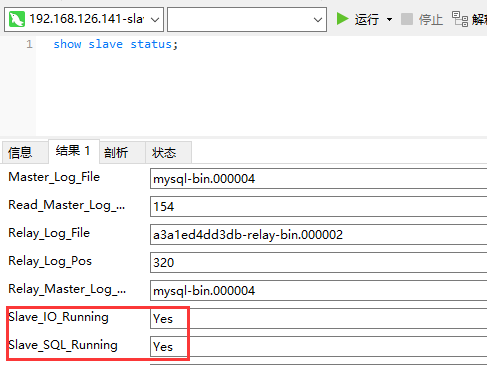 192.168.126.141-sla 运行 停止 解释
1 show slave status;
信息 结果 1 剖析 状态
Master_Log_File mysql-bin.000004
Read_Master_Log_... 154
Relay_Log_File a3a1ed4dd3db-relay-bin.000002
Relay_Log_Pos 320
Relay_Master_Log_... mysql-bin.000004
Slave_IO_Running Yes
Slave_SQL_Running Yes